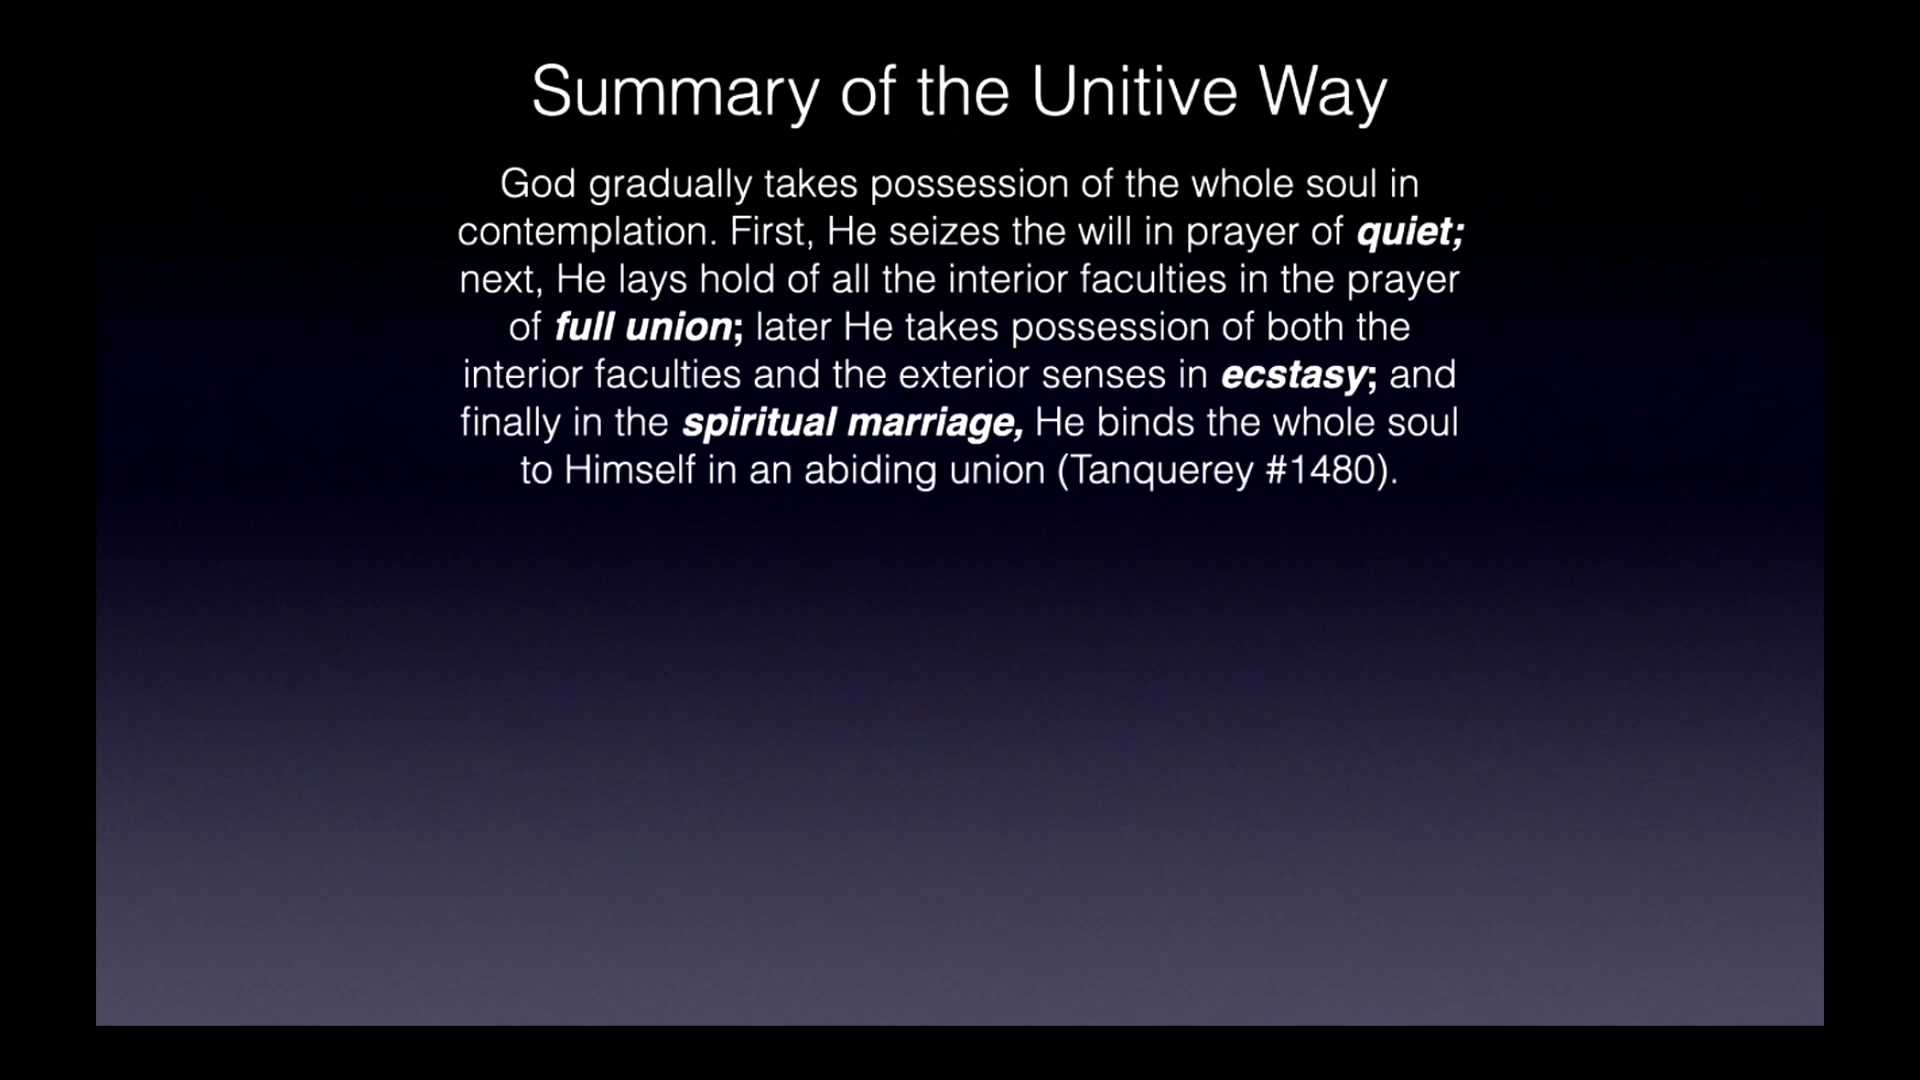 Summary of the Unitive Way
God gradually takes possession of the whole soul in
contemplation. First, He seizes the will in prayer of quiet;
next, He lays hold of all the interior faculties in the prayer
of full union; later He takes possession of both the
interior faculties and the exterior senses in ecstasy; and
finally in the spiritual marriage, He binds the whole soul
to Himself in an abiding union (Tanquerey #1480).